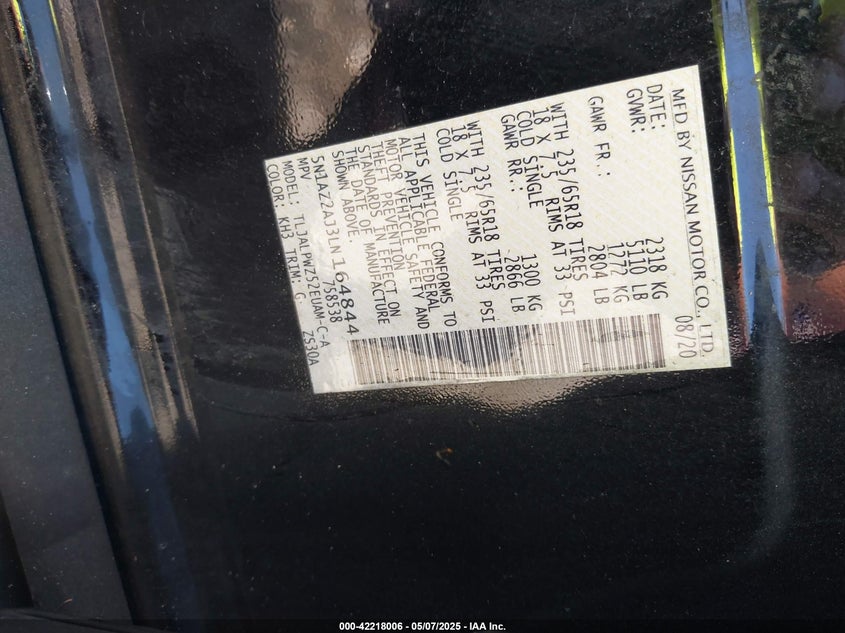 MFD BY NISSAN MOTOR CO., LTD.
DATE: 08/20
GVWR: 2318 KG
5110 LB
GAWR FR.: 1272 KG
2804 LB
WITH 235/65R18 TIRES
18 X 7.5 RIMS AT 33 PSI
COLD SINGLE
GAWR RR.: 1300 KG
2866 LB
WITH 235/65R18 TIRES
18 X 7.5 RIMS AT 33 PSI
COLD SINGLE
THIS VEHICLE CONFORMS TO
ALL APPLICABLE FEDERAL
MOTOR VEHICLE SAFETY AND
THEFT PREVENTION
STANDARDS IN EFFECT ON
THE DATE OF MANUFACTURE
SHOWN ABOVE.
5N1AZ2AJ3LN164844
MPV 758538
MODEL: TLJALPWZ52EUAM-C-A
COLOR: KH3 TRIM: G ZS30A
000-42218006 - 05/07/2025 - IAA Inc.